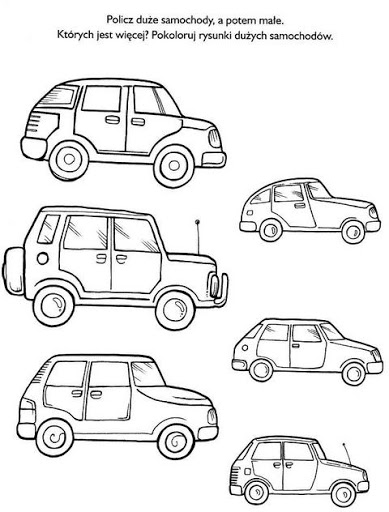 Policz duże samochody, a potem małe.
Których jest więcej? Pokoloruj rysunki dużych samochodów.